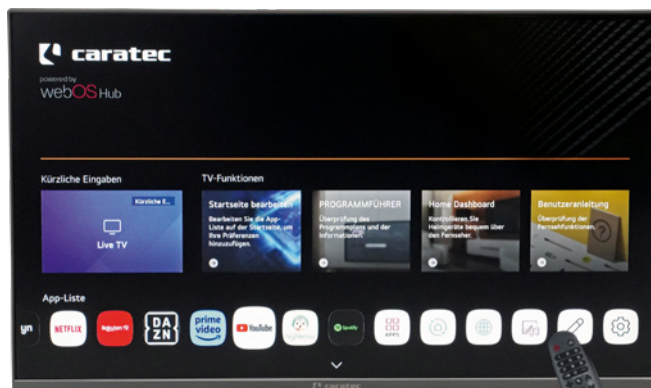 caratec
powered by
webOS Hub
Kürzliche Eingaben
TV-Funktionen
Kürzliche E...
Live TV
Startseite bearbeiten
Bearbeiten Sie die App-
Liste auf der Startseite, um
Ihre Präferenzen
hinzuzufügen.
PROGRAMMFÜHRER
Überprüfung des
Programmplans und der
Informationen.
Home Dashboard
Kontrollieren Sie
Heimgeräte bequem über
den Fernseher.
Benutzeranleitung
Überprüfung der
Fernsehfunktionen.
App-Liste
yn
NETFLIX
Rakuten TV
DA
ZN
prime
video
YouTube
Spotify
APPS
caratec